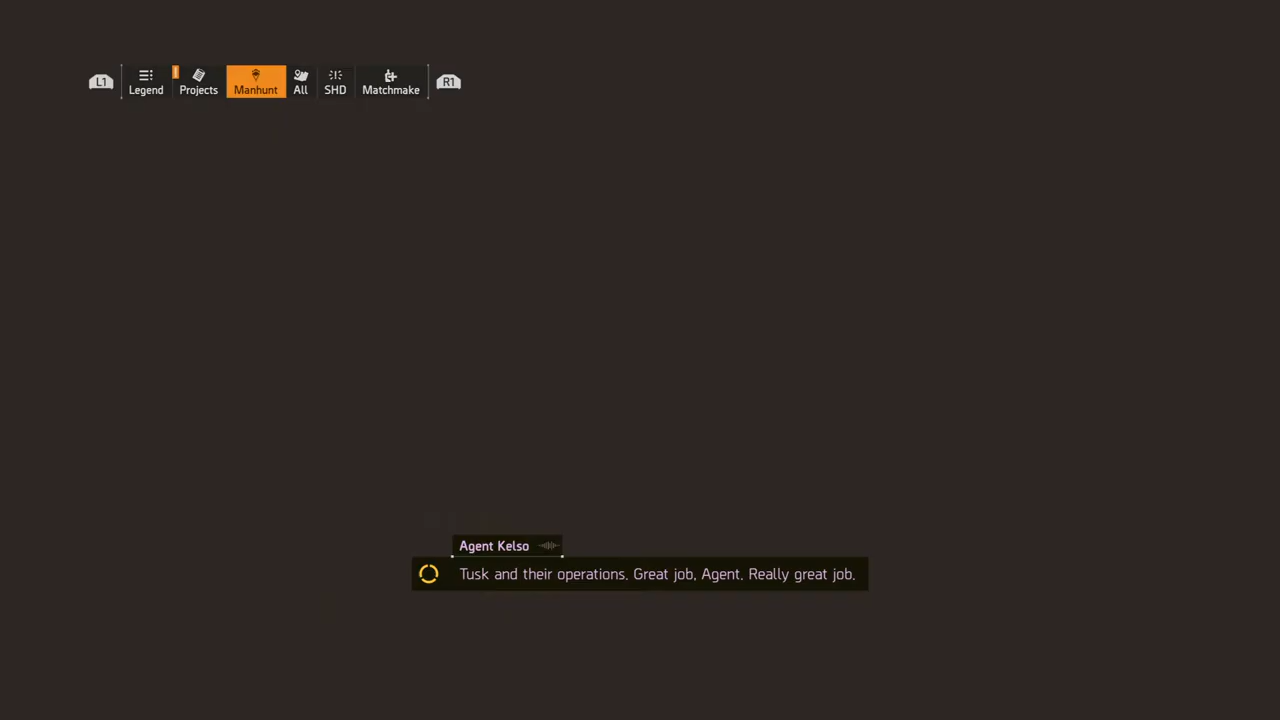 L1 Legend Projects Manhunt All SHD Matchmake R1
Agent Kelso
Tusk and their operations. Great job, Agent. Really great job.